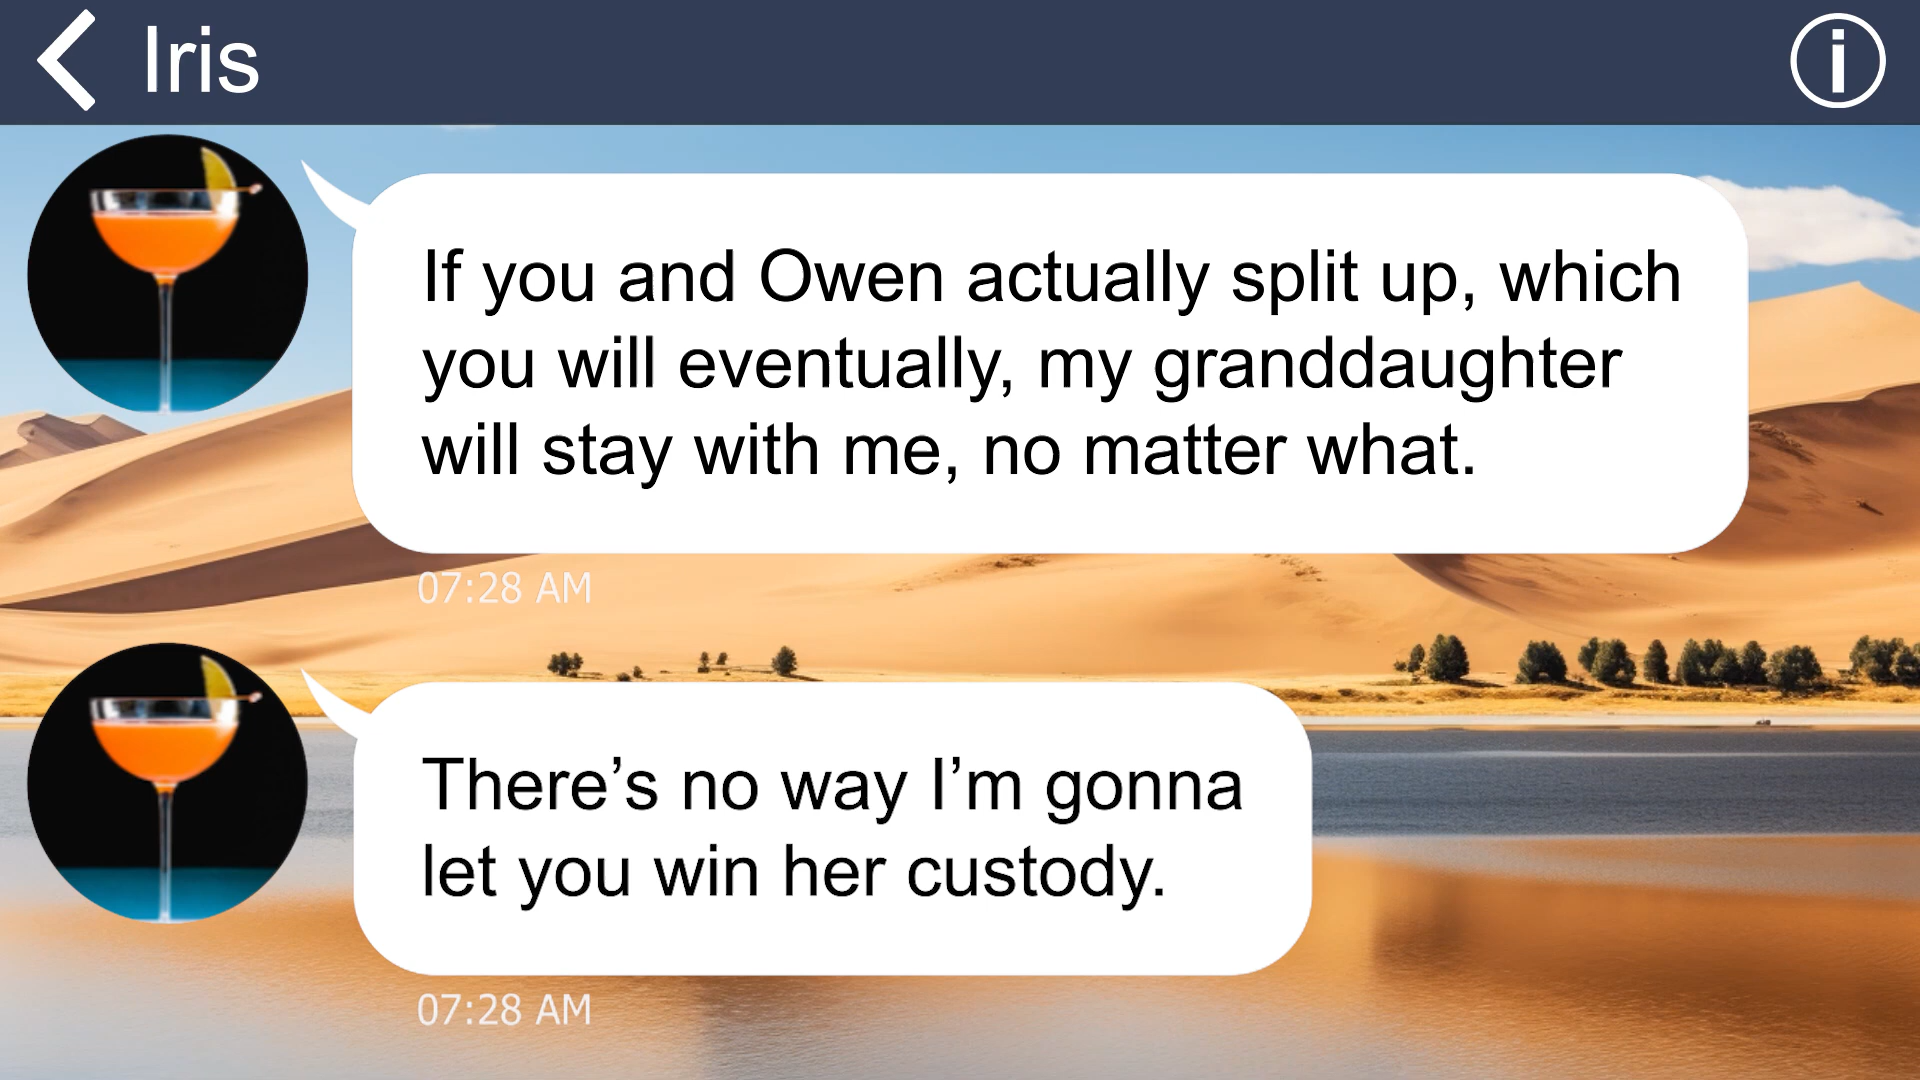 Iris
If you and Owen actually split up, which
you will eventually, my granddaughter
will stay with me, no matter what.
07:28 AM
There’s no way I’m gonna
let you win her custody.
07:28 AM